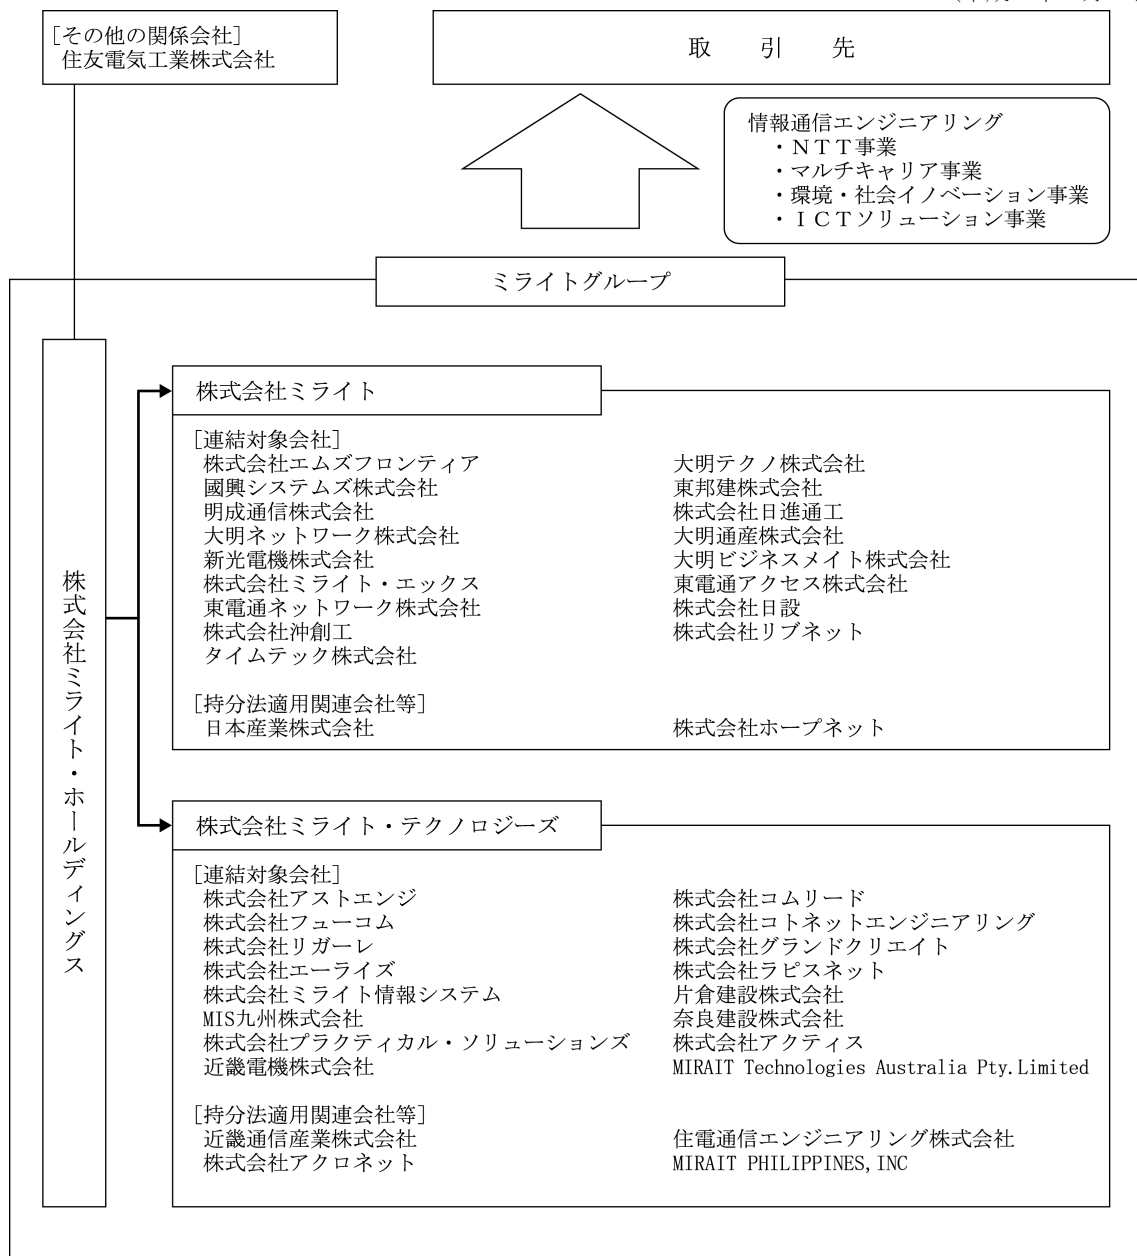 [その他の関係会社]
住友電気工業株式会社
取引先
情報通信エンジニアリング
・ＮＴＴ事業
・マルチキャリア事業
・環境・社会イノベーション事業
・ＩＣＴソリューション事業
ミライトグループ
株式会社ミライト・ホールディングス
株式会社ミライト
[連結対象会社]
株式会社エムズフロンティア
大明テクノ株式会社
國興システムズ株式会社
東邦建株式会社
明成通信株式会社
株式会社日進通工
大明ネットワーク株式会社
大明通産株式会社
新光電機株式会社
大明ビジネスメイト株式会社
株式会社ミライト・エックス
東電通アクセス株式会社
東電通ネットワーク株式会社
株式会社日設
株式会社沖創工
株式会社リブネット
タイムテック株式会社
[持分法適用関連会社等]
日本産業株式会社
株式会社ホープネット
株式会社ミライト・テクノロジーズ
[連結対象会社]
株式会社アストエンジ
株式会社コムリード
株式会社フューコム
株式会社コトネットエンジニアリング
株式会社リガーレ
株式会社グランドクリエイト
株式会社エーライズ
株式会社ラピスネット
株式会社ミライト情報システム
片倉建設株式会社
MIS九州株式会社
奈良建設株式会社
株式会社プラクティカル・ソリューションズ
株式会社アクティス
近畿電機株式会社
MIRAIT Technologies Australia Pty.Limited
[持分法適用関連会社等]
近畿通信産業株式会社
住電通信エンジニアリング株式会社
株式会社アクロネット
MIRAIT PHILIPPINES,INC